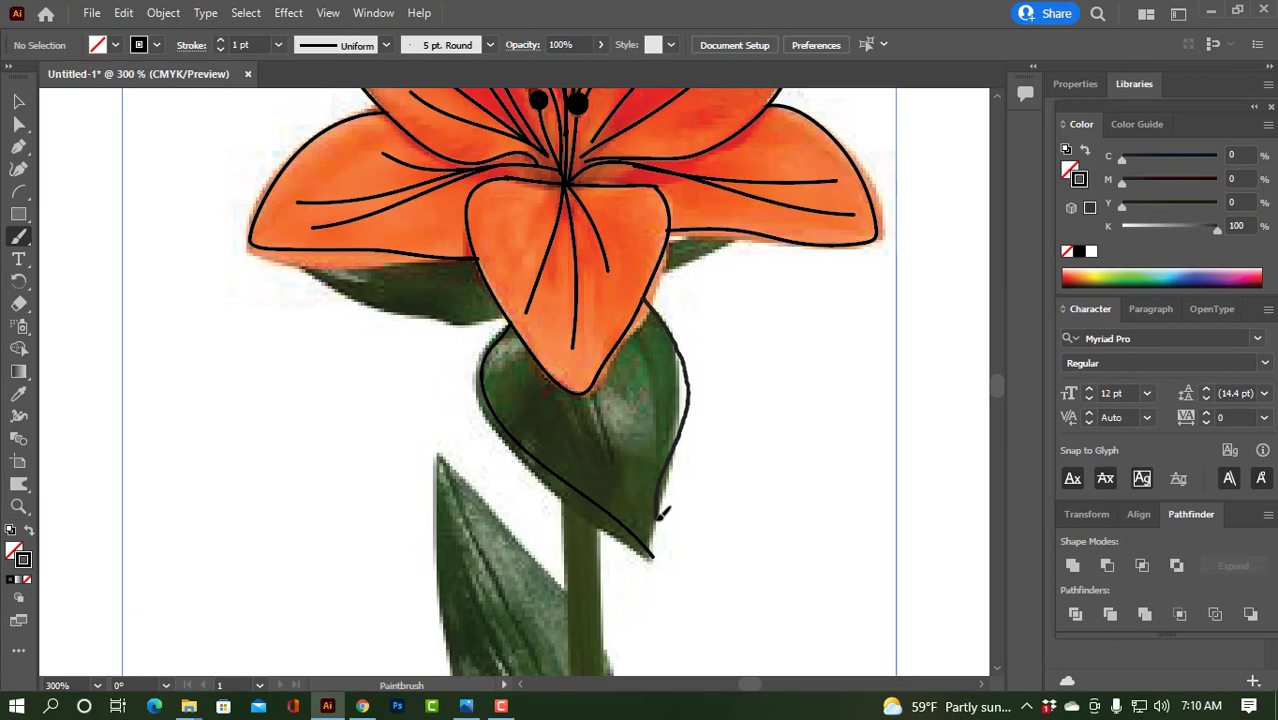 Ai File Edit Object Type Select Effect View Window Help Share
No Selection Stroke: 1 pt Uniform 5 pt. Round Opacity: 100% Style: Document Setup Preferences
Untitled-1* @ 300 % (CMYK/Preview)
Properties Libraries
Color Color Guide
C 0 %
M 0 %
Y 0 %
K 100 %
Character Paragraph OpenType
Myriad Pro
Regular
12 pt (14.4 pt)
Auto 0
Snap to Glyph
Transform Align Pathfinder
Shape Modes:
Expand
Pathfinders:
300% 0° 1 Paintbrush
59°F Partly sun... 7:10 AM